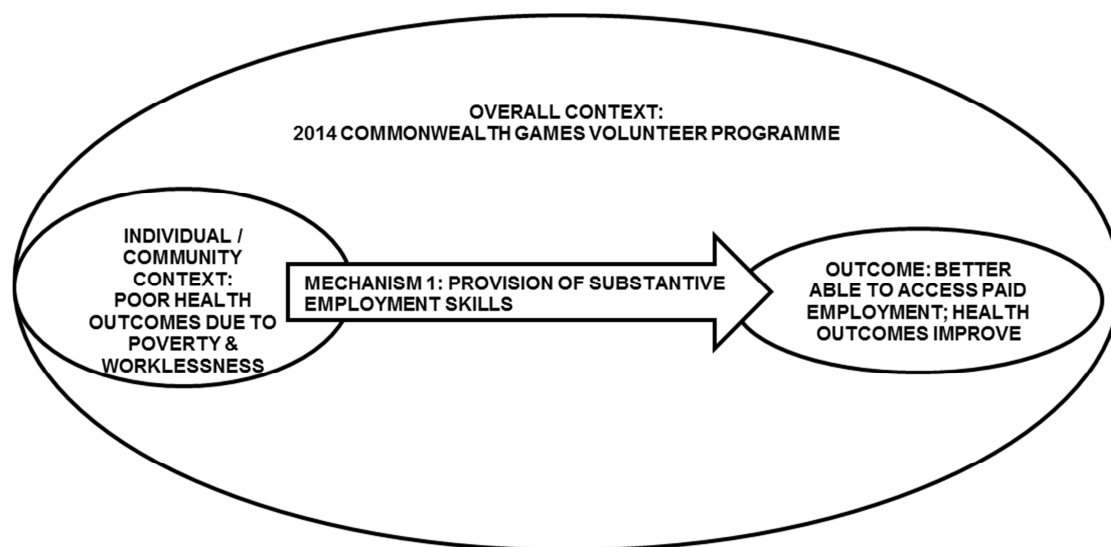 OVERALL CONTEXT:
2014 COMMONWEALTH GAMES VOLUNTEER PROGRAMME
INDIVIDUAL /
COMMUNITY
CONTEXT:
POOR HEALTH
OUTCOMES DUE TO
POVERTY &
WORKLESSNESS
MECHANISM 1: PROVISION OF SUBSTANTIVE
EMPLOYMENT SKILLS
OUTCOME: BETTER
ABLE TO ACCESS PAID
EMPLOYMENT; HEALTH
OUTCOMES IMPROVE